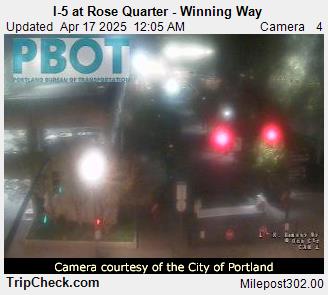 I-5 at Rose Quarter - Winning Way
Updated Apr 17 2025 12:05 AM Camera 4
PBOT
PORTLAND BUREAU OF TRANSPORTATION
Camera courtesy of the City of Portland
TripCheck.com Milepost302.00